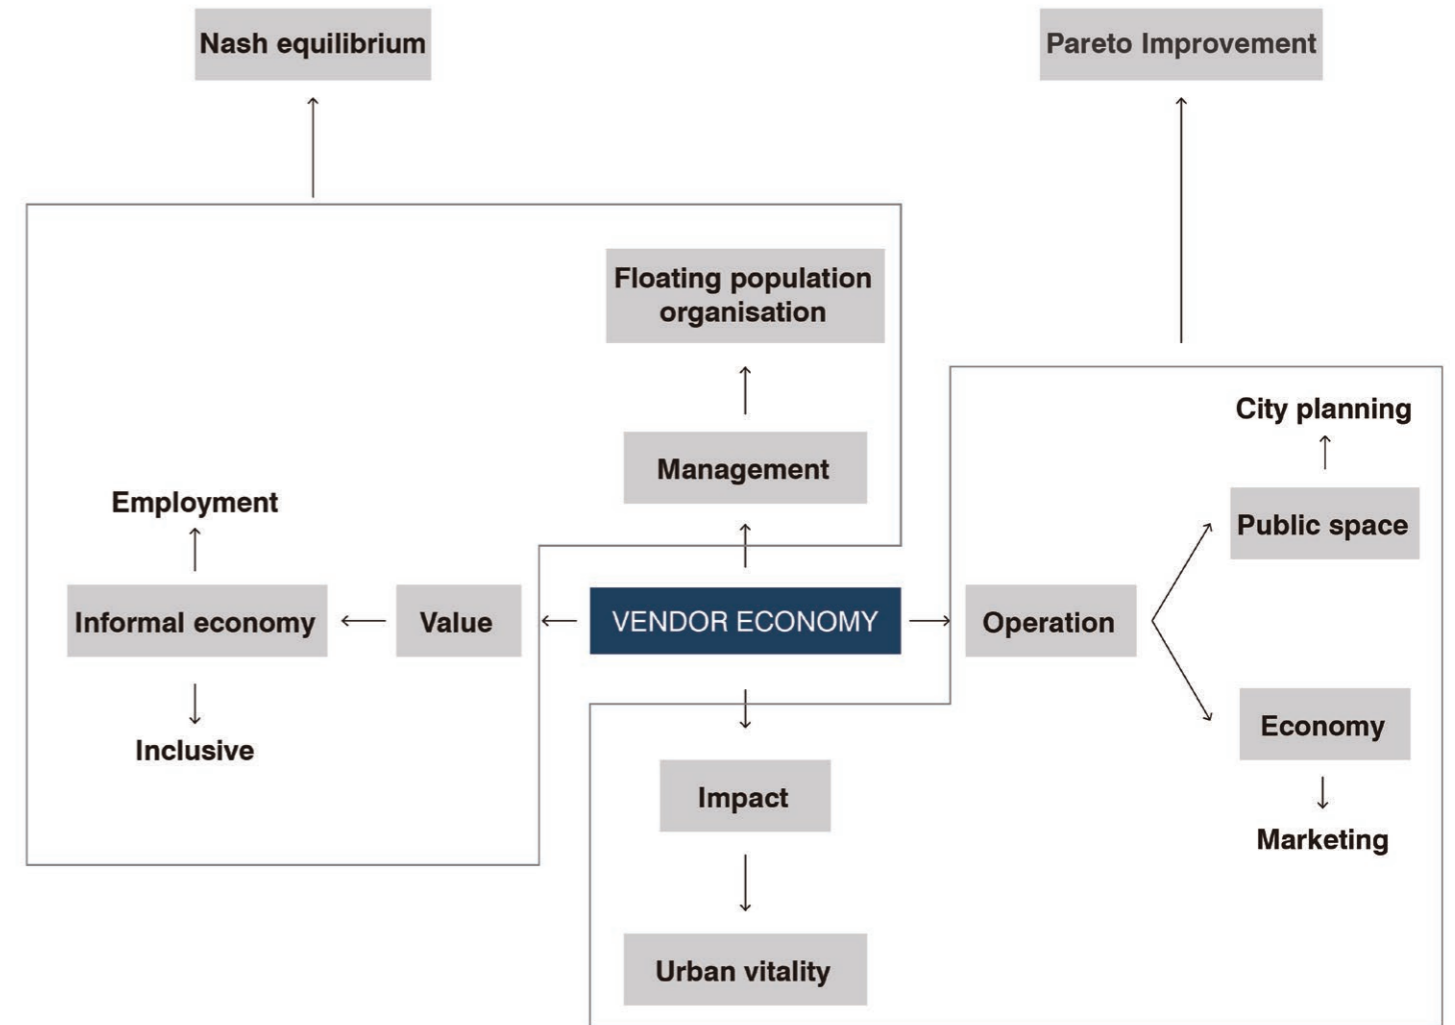 Nash equilibrium
Pareto Improvement
Floating population
organisation
City planning
Management
Employment
Public space
Informal economy
Value
VENDOR ECONOMY
Operation
Inclusive
Economy
Impact
Marketing
Urban vitality